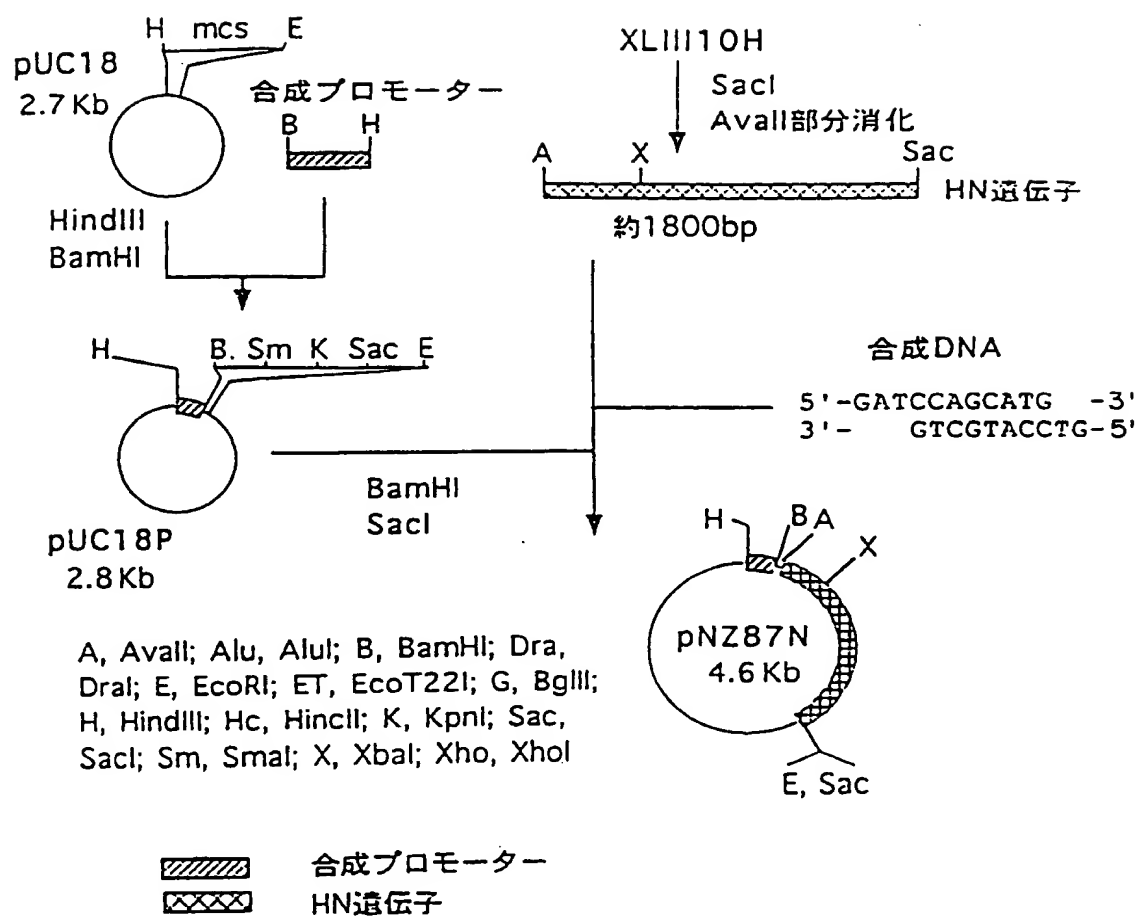 H mcs E
pUC18
2.7 Kb
合成プロモーター
B H
HindIII
BamHI
XLIII10H
SacI
AvaII部分消化
A X Sac
HN遺伝子
約1800bp
H B. Sm K Sac E
pUC18P
2.8 Kb
BamHI
SacI
合成DNA
5'-GATCCAGCATG -3'
3'- GTCGTACCTG-5'
H B A X
pNZ87N
4.6 Kb
E, Sac
A, AvaII; Alu, AluI; B, BamHI; Dra,
DraI; E, EcoRI; ET, EcoT22I; G, BglII;
H, HindIII; Hc, HincII; K, KpnI; Sac,
SacI; Sm, SmaI; X, XbaI; Xho, XhoI
合成プロモーター
HN遺伝子